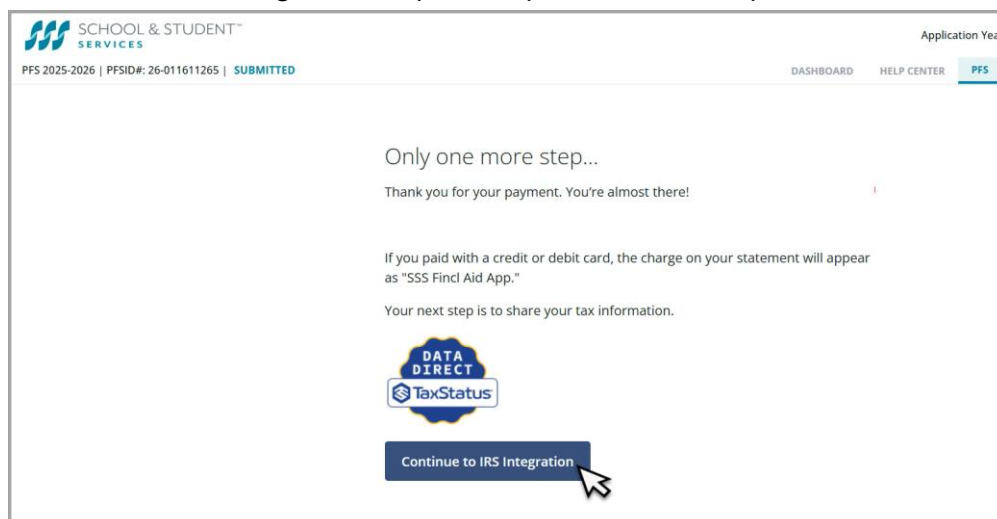 SCHOOL & STUDENT™
SERVICES
Application Yea
PFS 2025-2026 | PFSID#: 26-011611265 | SUBMITTED
DASHBOARD HELP CENTER PFS
Only one more step...
Thank you for your payment. You're almost there!
If you paid with a credit or debit card, the charge on your statement will appear
as "SSS Fincl Aid App."
Your next step is to share your tax information.
DATA
DIRECT
TaxStatus
Continue to IRS Integration